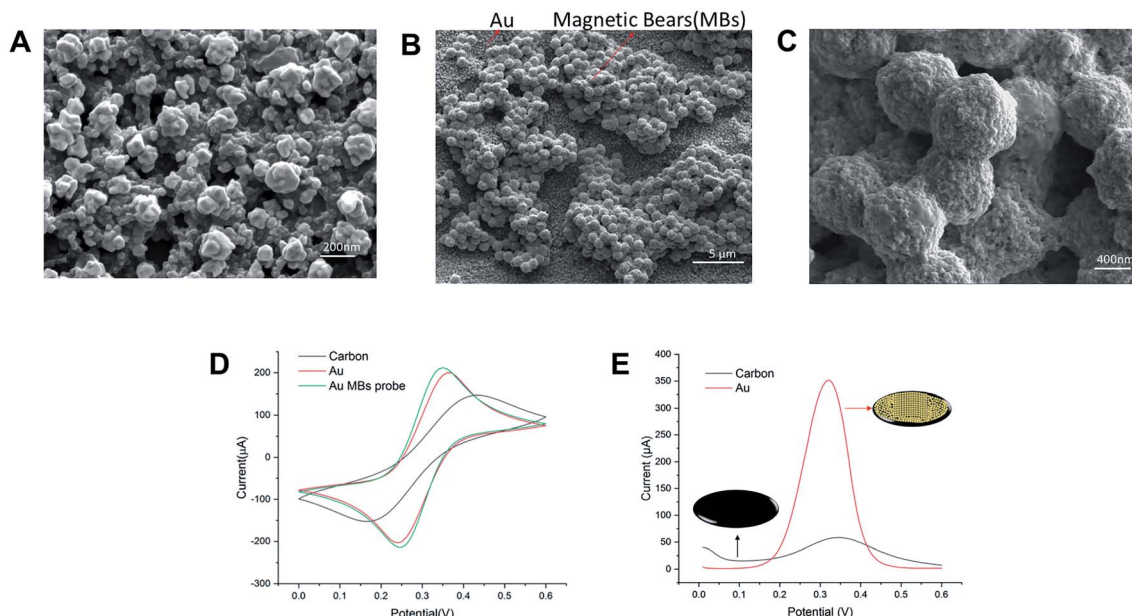 Au
Magnetic Bears(MBs)
A
B
C
200nm
5 µm
400nm
D
Carbon
Au
Au MBs probe
200
100
0
-100
-200
-300
Current(µA)
0.0 0.1 0.2 0.3 0.4 0.5 0.6
Potential(V)
E
Carbon
Au
400
350
300
250
200
150
100
50
0
Current (µA)
0.0 0.1 0.2 0.3 0.4 0.5 0.6
Potential (V)